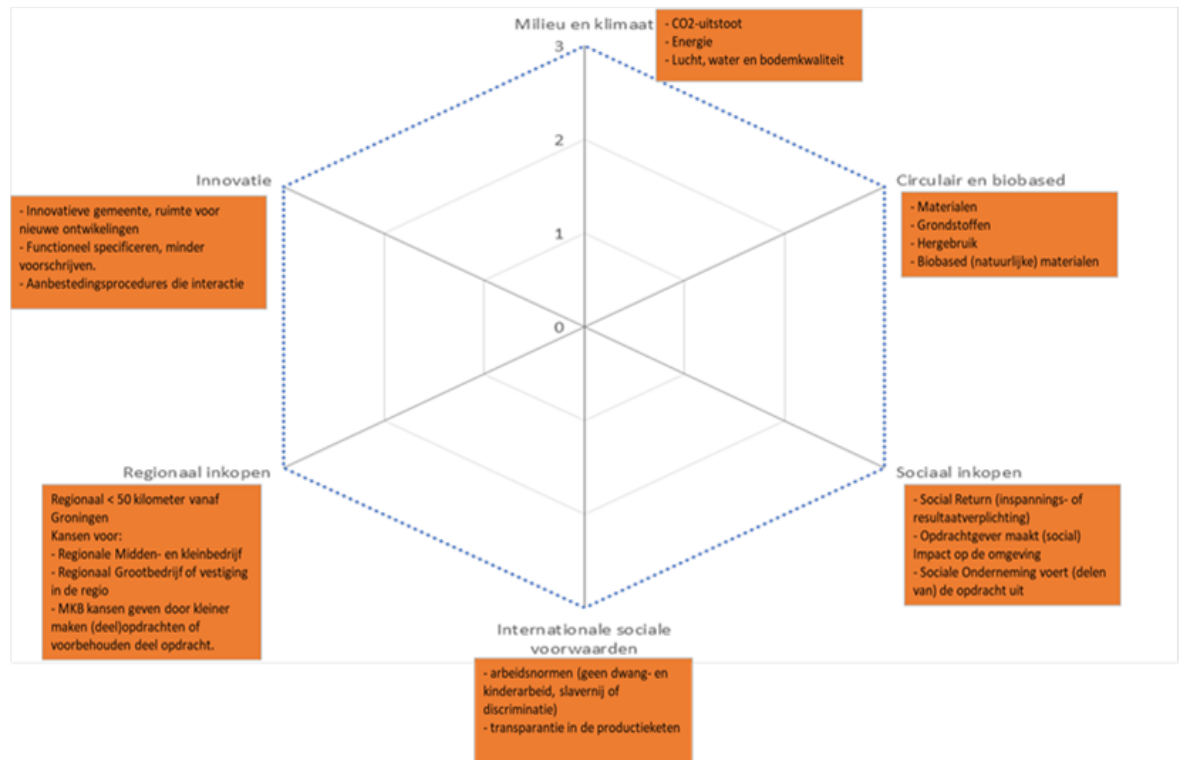 Milieu en klimaat
- CO2-uitstoot
- Energie
- Lucht, water en bodemkwaliteit
3
2
1
0
Innovatie
- Innovatieve gemeente, ruimte voor
nieuwe ontwikelingen
- Functioneel specificeren, minder
voorschrijven.
- Aanbestedingsprocedures die interactie
Circulair en biobased
- Materialen
- Grondstoffen
- Hergebruik
- Biobased (natuurlijke) materialen
Regionaal inkopen
Regionaal < 50 kilometer vanaf
Groningen
Kansen voor:
- Regionale Midden- en kleinbedrijf
- Regionaal Grootbedrijf of vestiging
in de regio
- MKB kansen geven door kleiner
maken (deel)opdrachten of
voorbehouden deel opdracht.
Sociaal inkopen
- Social Return (inspannings- of
resultaatverplichting)
- Opdrachtgever maakt (social)
Impact op de omgeving
- Sociale Onderneming voert (delen
van) de opdracht uit
Internationale sociale
voorwaarden
- arbeidsnormen (geen dwang- en
kinderarbeid, slavernij of
discriminatie)
- transparantie in de productieketen